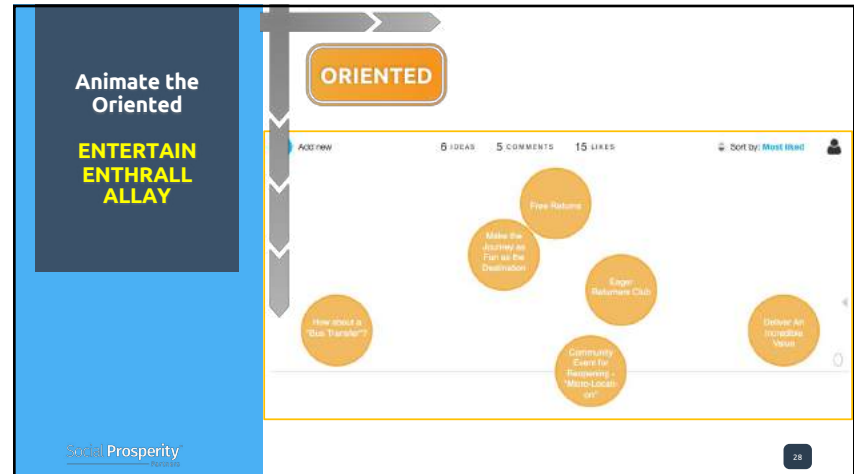 Animate the
Oriented
ENTERTAIN
ENTHRALL
ALLAY
ORIENTED
Add new
6 IDEAS 5 COMMENTS 15 LIKES
Sort by: Most liked
Free Returns
Make the
Journey as
Fun as the
Destination
Eager
Returners Club
How about a
"Bus Transfer"?
Deliver An
Incredible
Value
Community
Event for
Reopening -
"Micro-Locati-
on"
Social Prosperity
28